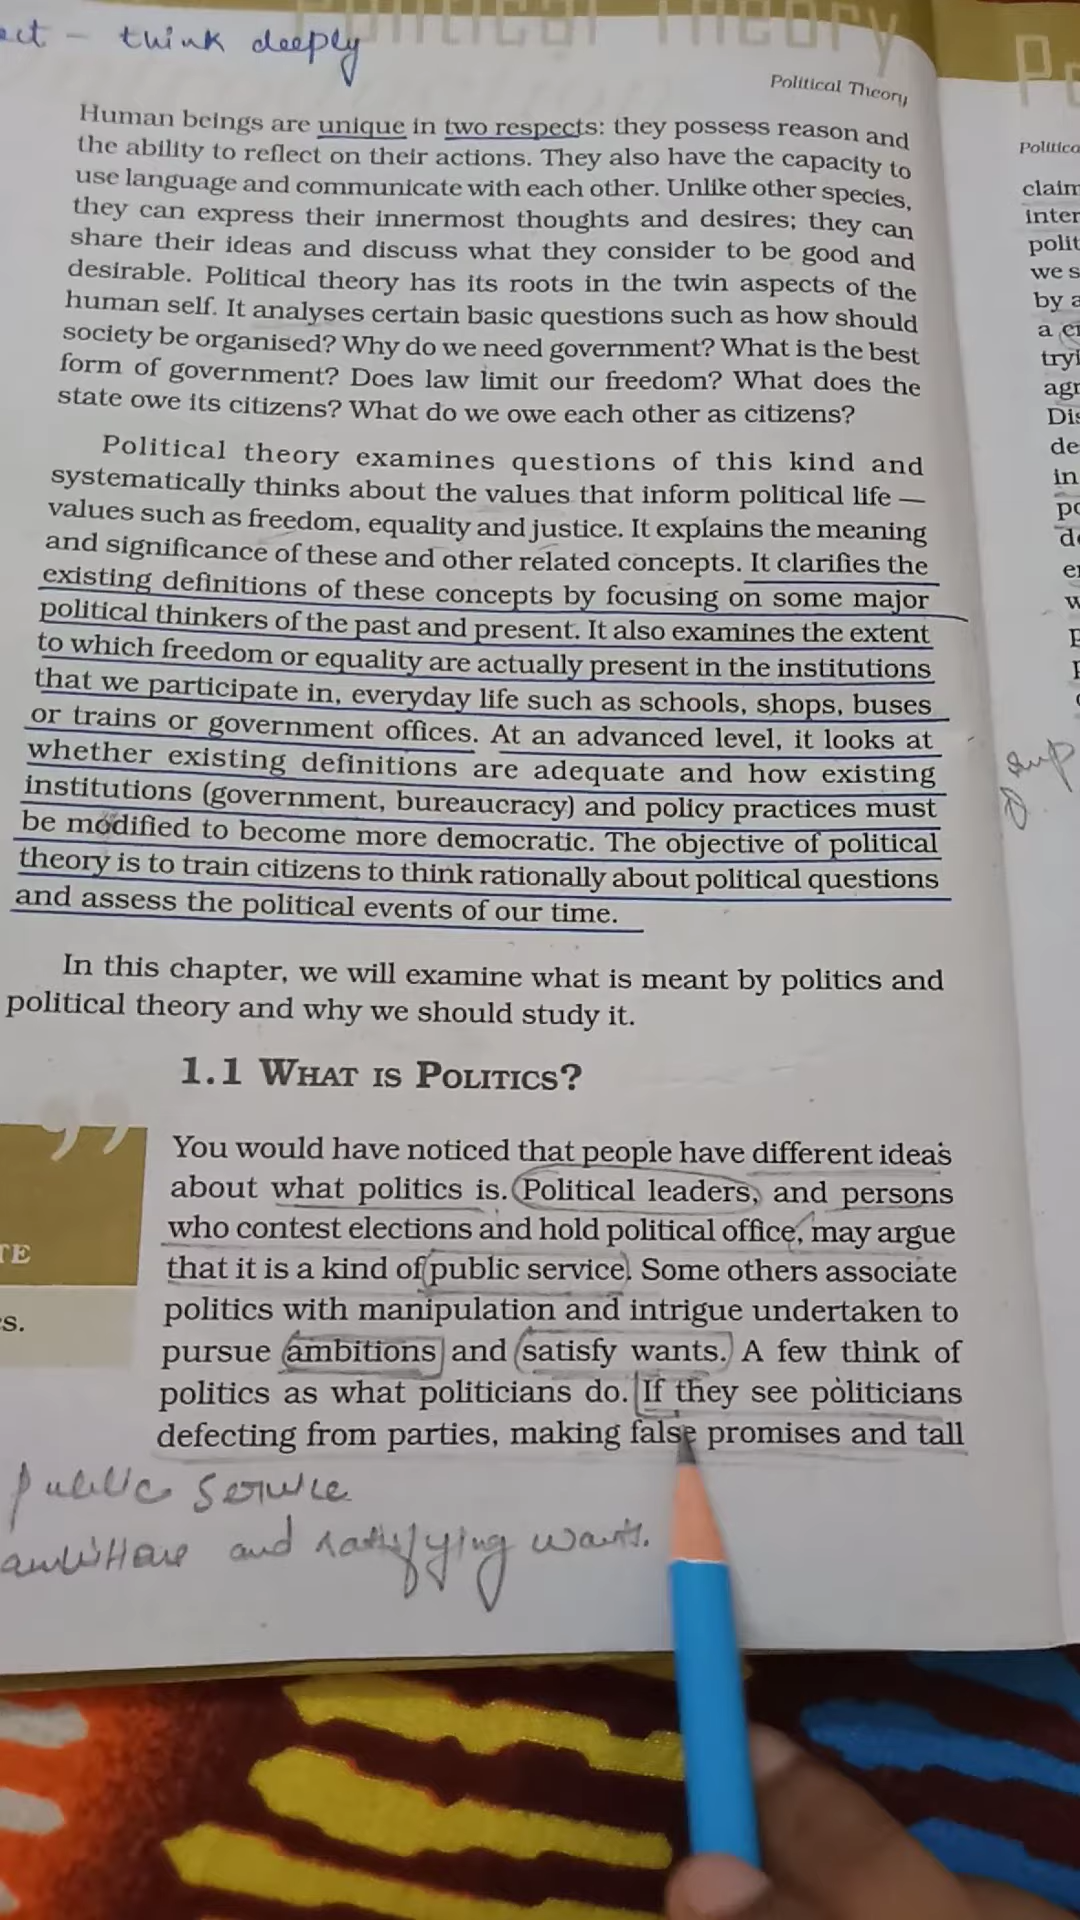 Political Theory
think deeply
Political Theory
Human beings are unique in two respects: they possess reason and
the ability to reflect on their actions. They also have the capacity to
use language and communicate with each other. Unlike other species,
they can express their innermost thoughts and desires; they can
share their ideas and discuss what they consider to be good and
desirable. Political theory has its roots in the twin aspects of the
human self. It analyses certain basic questions such as how should
society be organised? Why do we need government? What is the best
form of government? Does law limit our freedom? What does the
state owe its citizens? What do we owe each other as citizens?
Political theory examines questions of this kind and
systematically thinks about the values that inform political life —
values such as freedom, equality and justice. It explains the meaning
and significance of these and other related concepts. It clarifies the
existing definitions of these concepts by focusing on some major
political thinkers of the past and present. It also examines the extent
to which freedom or equality are actually present in the institutions
that we participate in, everyday life such as schools, shops, buses
or trains or government offices. At an advanced level, it looks at
whether existing definitions are adequate and how existing
institutions (government, bureaucracy) and policy practices must
be modified to become more democratic. The objective of political
theory is to train citizens to think rationally about political questions
and assess the political events of our time.
In this chapter, we will examine what is meant by politics and
political theory and why we should study it.
1.1 WHAT IS POLITICS?
You would have noticed that people have different ideas
about what politics is. Political leaders, and persons
who contest elections and hold political office, may argue
that it is a kind of public service. Some others associate
politics with manipulation and intrigue undertaken to
pursue ambitions and satisfy wants. A few think of
politics as what politicians do. If they see politicians
defecting from parties, making false promises and tall
public service
and satisfying wants.
claim
we s
by a